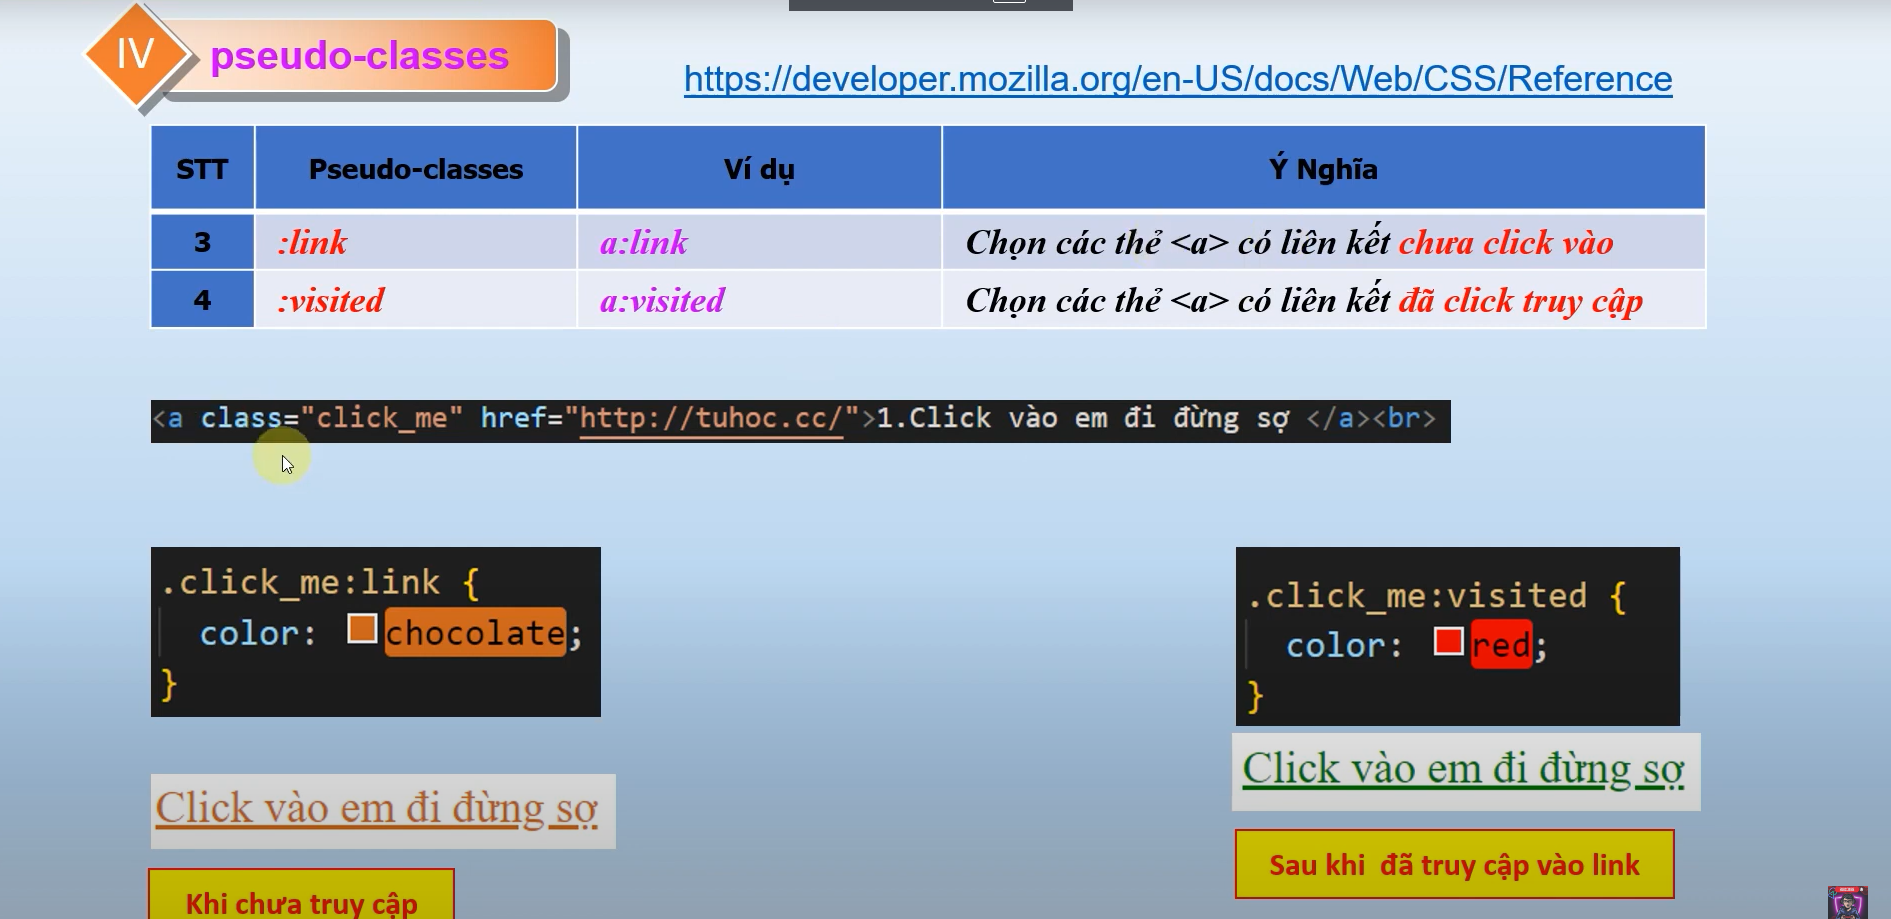 IV
pseudo-classes
https://developer.mozilla.org/en-US/docs/Web/CSS/Reference
STT Pseudo-classes Ví dụ Ý Nghĩa
3 :link a:link Chọn các thẻ <a> có liên kết chưa click vào
4 :visited a:visited Chọn các thẻ <a> có liên kết đã click truy cập
<a class="click_me" href="http://tuhoc.cc/">1.Click vào em đi đừng sợ </a><br>
.click_me:link {
color: chocolate;
}
Click vào em đi đừng sợ
Khi chưa truy cập
.click_me:visited {
color: red;
}
Click vào em đi đừng sợ
Sau khi đã truy cập vào link